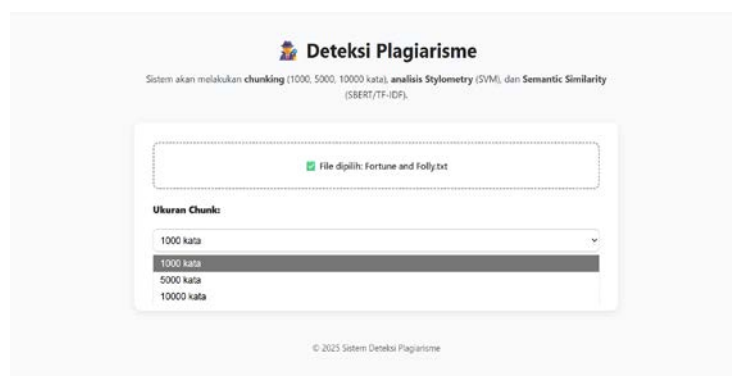 Deteksi Plagiarisme
Sistem akan melakukan chunking (1000, 5000, 10000 kata), analisis Stylometry (SVM), dan Semantic Similarity
(SBERT/TF-IDF).
File dipilih: Fortune and Folly.txt
Ukuran Chunk:
1000 kata
1000 kata
5000 kata
10000 kata
© 2025 Sistem Deteksi Plagiarisme